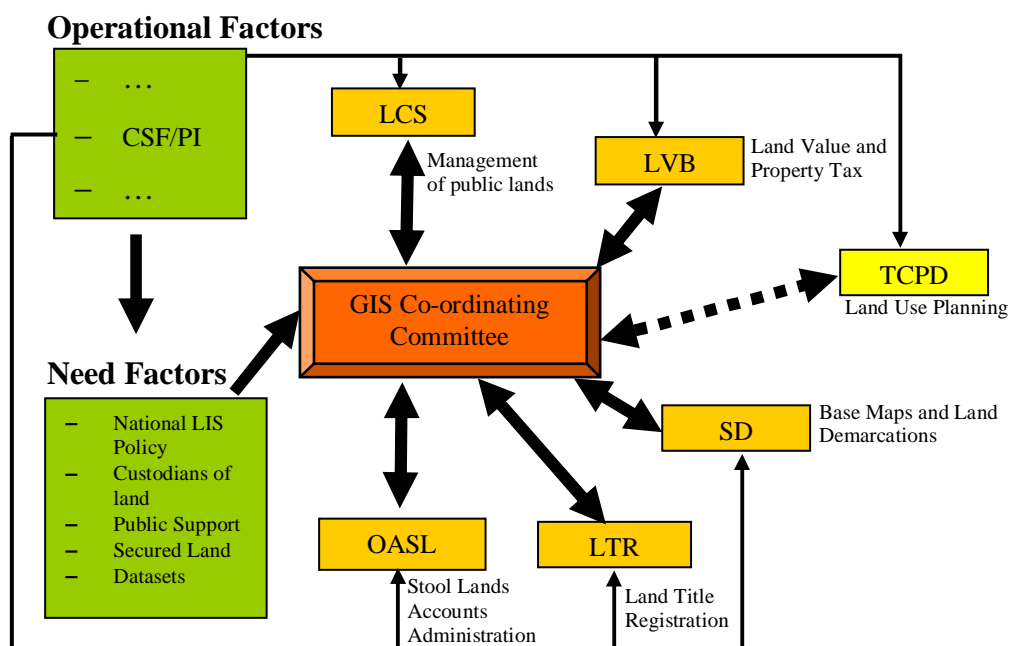 Operational Factors
– …
– CSF/PI
– …
LCS
Management
of public lands
LVB
Land Value and
Property Tax
TCPD
Land Use Planning
GIS Co-ordinating
Committee
Need Factors
– National LIS
Policy
– Custodians of
land
– Public Support
– Secured Land
– Datasets
SD
Base Maps and Land
Demarcations
OASL
Stool Lands
Accounts
Administration
LTR
Land Title
Registration